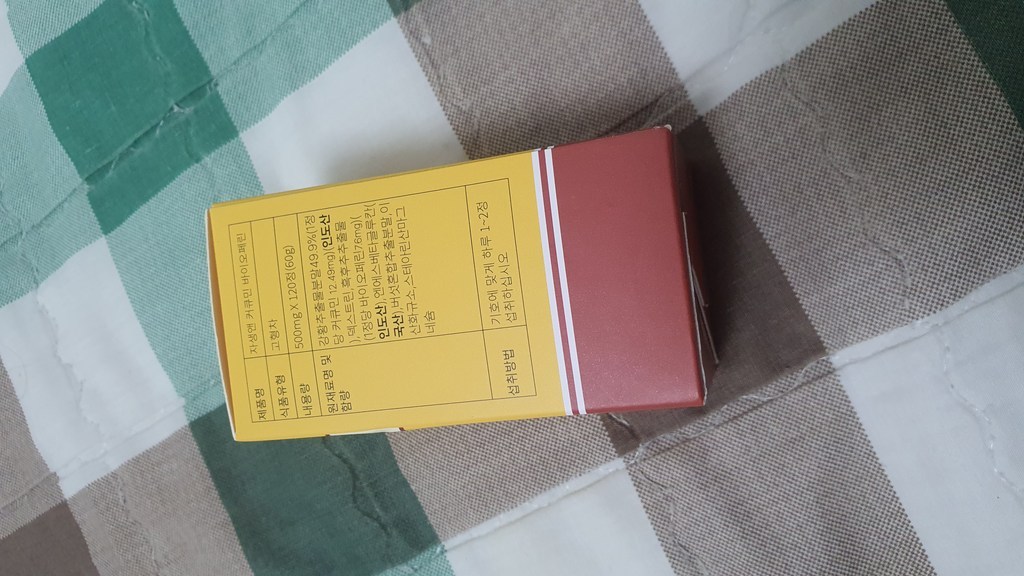 제품명 자생앤 커큐민 바이오페린
식품유형 고형차
내용량 500mg X 120정(60g)
원재료명 및 함량 강황추출물분말49.9%(1정
당 커큐민 12.49mg)(인도산
), 덱스트린, 흑후추추출물
(1정당 바이오페린7.6mg)(
인도산), 엔에스베타글루칸(
국산), 버섯혼합추출분말, 이
산화규소, 스테아린산마그
네슘
섭취방법 기호에 맞게 하루 1~2정
섭취하십시오